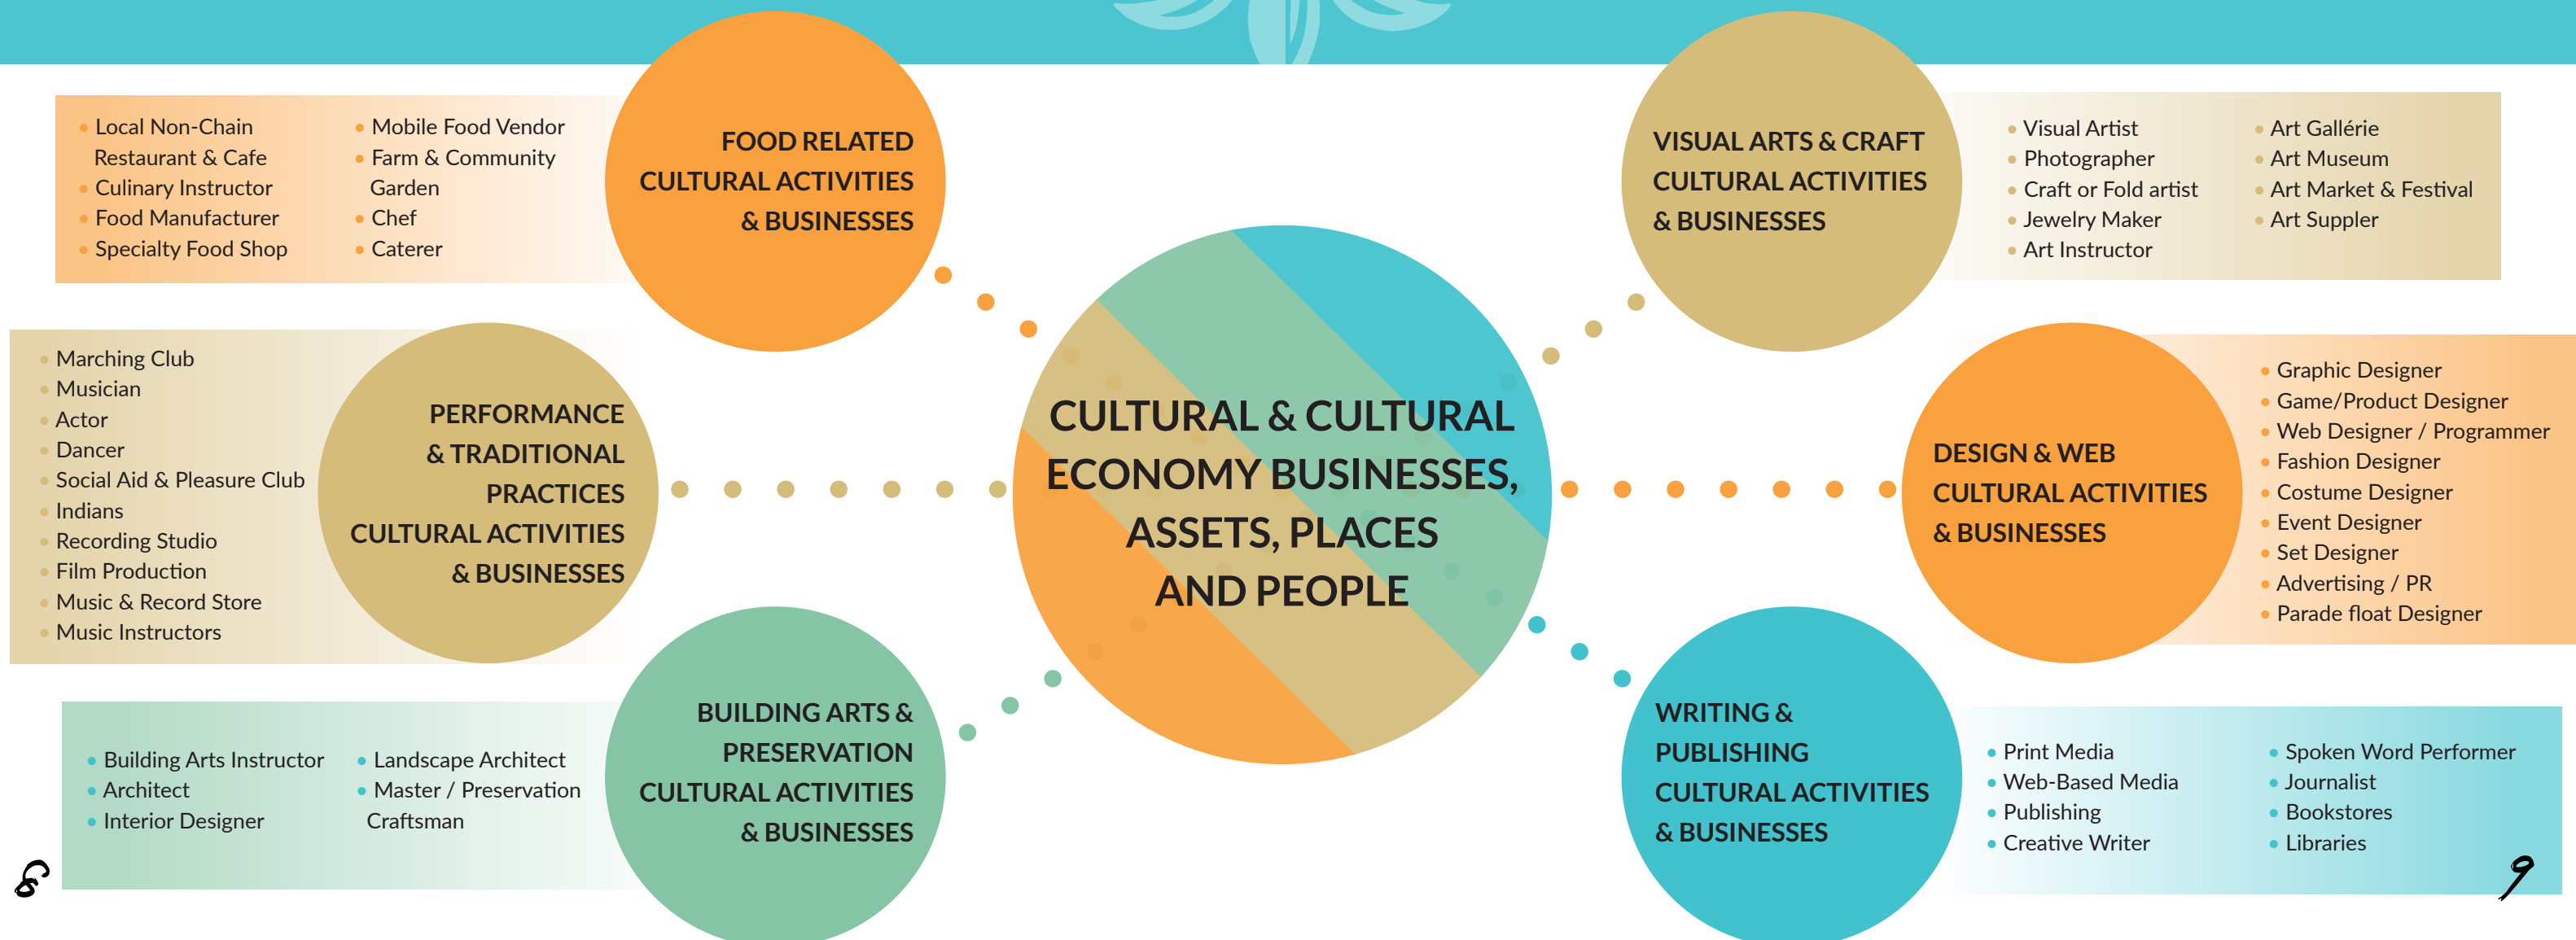 Local Non-Chain
Restaurant & Cafe
Culinary Instructor
Food Manufacturer
Specialty Food Shop
Mobile Food Vendor
Farm & Community
Garden
Chef
Caterer
FOOD RELATED
CULTURAL ACTIVITIES
& BUSINESSES
VISUAL ARTS & CRAFT
CULTURAL ACTIVITIES
& BUSINESSES
Visual Artist
Photographer
Craft or Fold artist
Jewelry Maker
Art Instructor
Art Gallérie
Art Museum
Art Market & Festival
Art Suppler
Marching Club
Musician
Actor
Dancer
Social Aid & Pleasure Club
Indians
Recording Studio
Film Production
Music & Record Store
Music Instructors
PERFORMANCE
& TRADITIONAL
PRACTICES
CULTURAL ACTIVITIES
& BUSINESSES
CULTURAL & CULTURAL
ECONOMY BUSINESSES,
ASSETS, PLACES
AND PEOPLE
DESIGN & WEB
CULTURAL ACTIVITIES
& BUSINESSES
Graphic Designer
Game/Product Designer
Web Designer / Programmer
Fashion Designer
Costume Designer
Event Designer
Set Designer
Advertising / PR
Parade float Designer
Building Arts Instructor
Architect
Interior Designer
Landscape Architect
Master / Preservation
Craftsman
BUILDING ARTS &
PRESERVATION
CULTURAL ACTIVITIES
& BUSINESSES
WRITING &
PUBLISHING
CULTURAL ACTIVITIES
& BUSINESSES
Print Media
Web-Based Media
Publishing
Creative Writer
Spoken Word Performer
Journalist
Bookstores
Libraries
8
9